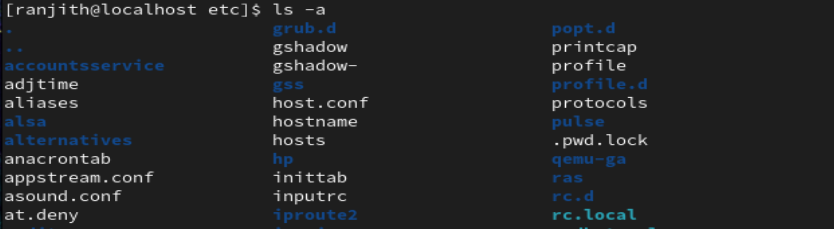 [ranjith@localhost etc]$ ls -a
. grub.d popt.d
.. gshadow printcap
accountsservice gshadow- profile
adjtime gss profile.d
aliases host.conf protocols
alsa hostname pulse
alternatives hosts .pwd.lock
anacrontab hp qemu-ga
appstream.conf inittab ras
asound.conf inputrc rc.d
at.deny iproute2 rc.local